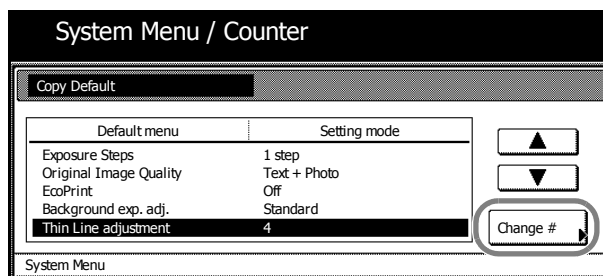 System Menu / Counter
Copy Default
Default menu Setting mode
Exposure Steps 1 step
Original Image Quality Text + Photo
EcoPrint Off
Background exp. adj. Standard
Thin Line adjustment 4
Change #
System Menu